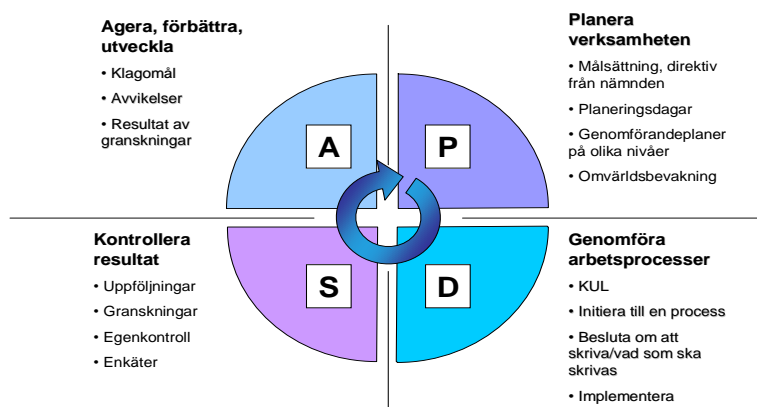 Agera, förbättra,
utveckla
• Klagomål
• Avvikelser
• Resultat av
granskningar
Planera
verksamheten
• Målsättning, direktiv
från nämnden
• Planeringsdagar
• Genomförandeplaner
på olika nivåer
• Omvärldsbevakning
A
P
S
D
Kontrollera
resultat
• Uppföljningar
• Granskningar
• Egenkontroll
• Enkäter
Genomföra
arbetsprocesser
• KUL
• Initiera till en process
• Besluta om att
skriva/vad som ska
skrivas
• Implementera